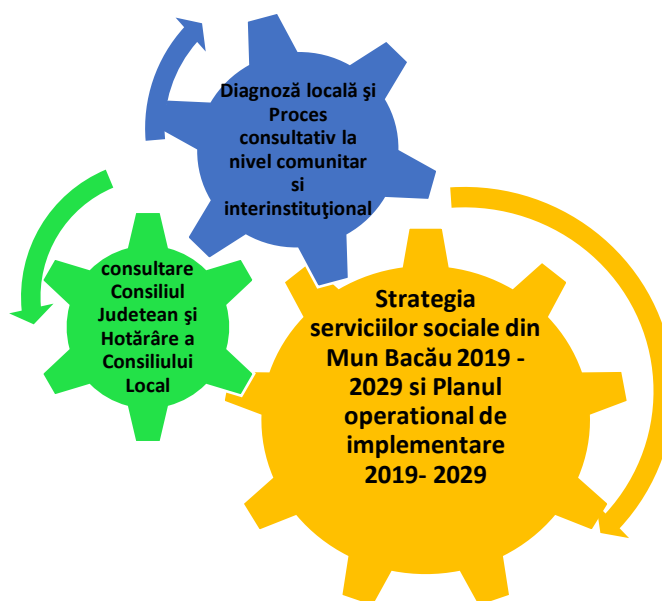 Diagnoză locală şi
Proces
consultativ la
nivel comunitar
si
interinstituţional
consultare
Consiliul
Judetean şi
Hotărâre a
Consiliului
Local
Strategia
serviciilor sociale din
Mun Bacău 2019 -
2029 si Planul
operational de
implementare
2019- 2029